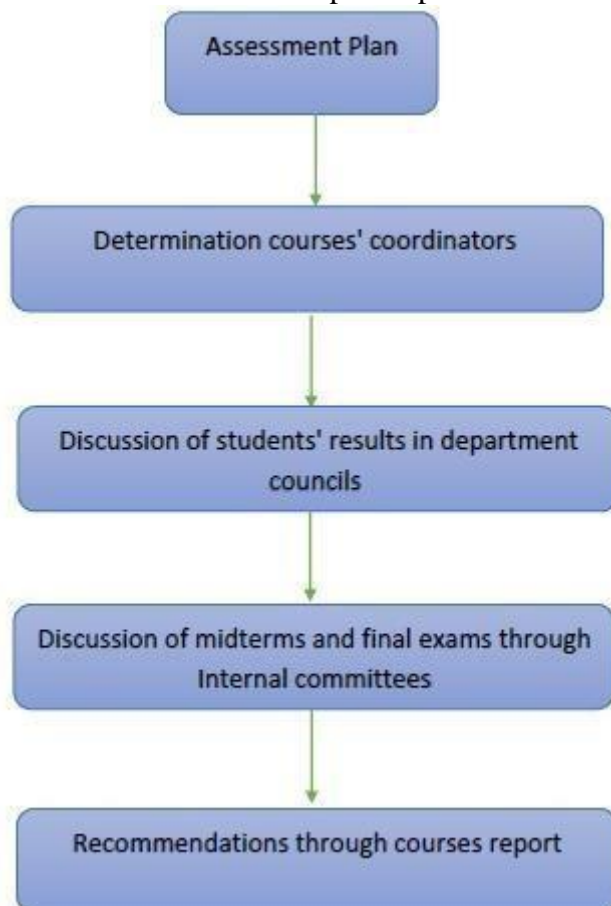 Assessment Plan
Determination courses' coordinators
Discussion of students' results in department
councils
Discussion of midterms and final exams through
Internal committees
Recommendations through courses report